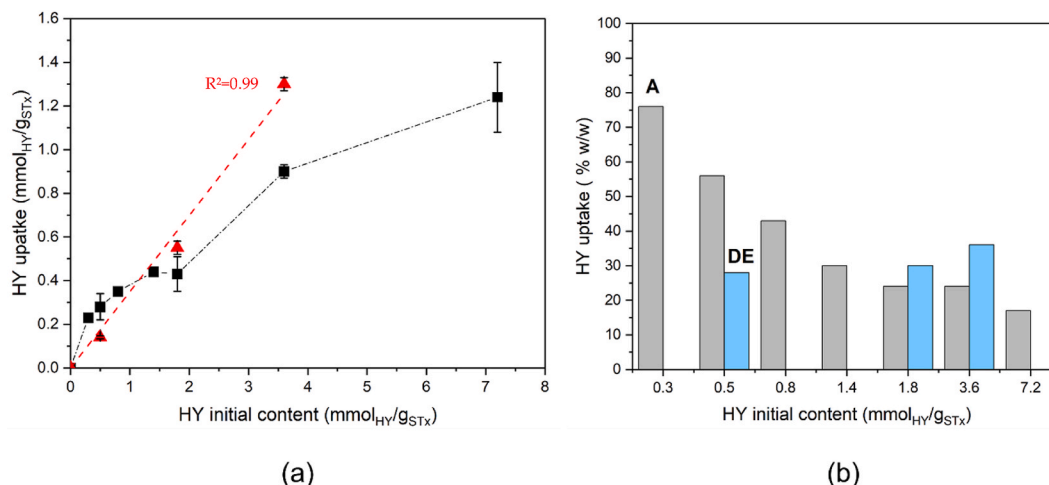 1.6
1.4
1.2
1.0
0.8
0.6
0.4
0.2
0.0
HY upatke (mmolHY/gSTx)
R²=0.99
0 1 2 3 4 5 6 7 8
HY initial content (mmolHY/gSTx)
(a)
100
90
80
70
60
50
40
30
20
10
0
HY uptake ( % w/w)
A
DE
0.3 0.5 0.8 1.4 1.8 3.6 7.2
HY initial content (mmolHY/gSTx)
(b)